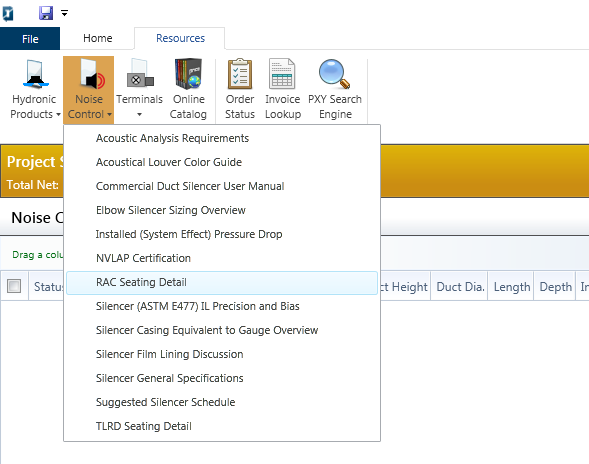 File Home Resources
Hydronic Products
Noise Control
Terminals
Online Catalog
Order Status
Invoice Lookup
PXY Search Engine
Acoustic Analysis Requirements
Acoustical Louver Color Guide
Commercial Duct Silencer User Manual
Elbow Silencer Sizing Overview
Installed (System Effect) Pressure Drop
NVLAP Certification
RAC Seating Detail
Silencer (ASTM E477) IL Precision and Bias
Silencer Casing Equivalent to Gauge Overview
Silencer Film Lining Discussion
Silencer General Specifications
Suggested Silencer Schedule
TLRD Seating Detail
Project S
Total Net:
Noise C
Drag a colu
Status ct Height Duct Dia. Length Depth In